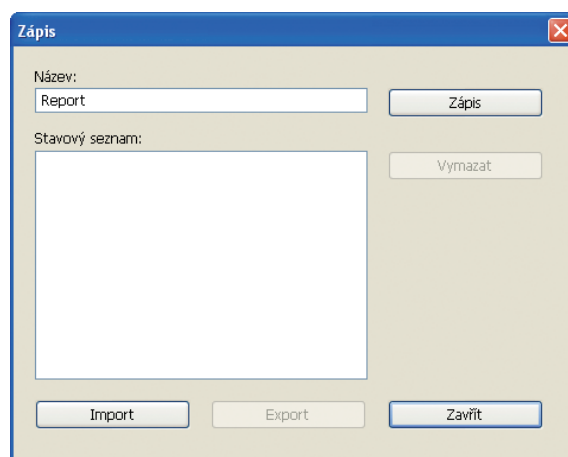 Zápis
Název:
Report
Zápis
Stavový seznam:
Vymazat
Import
Export
Zavřít